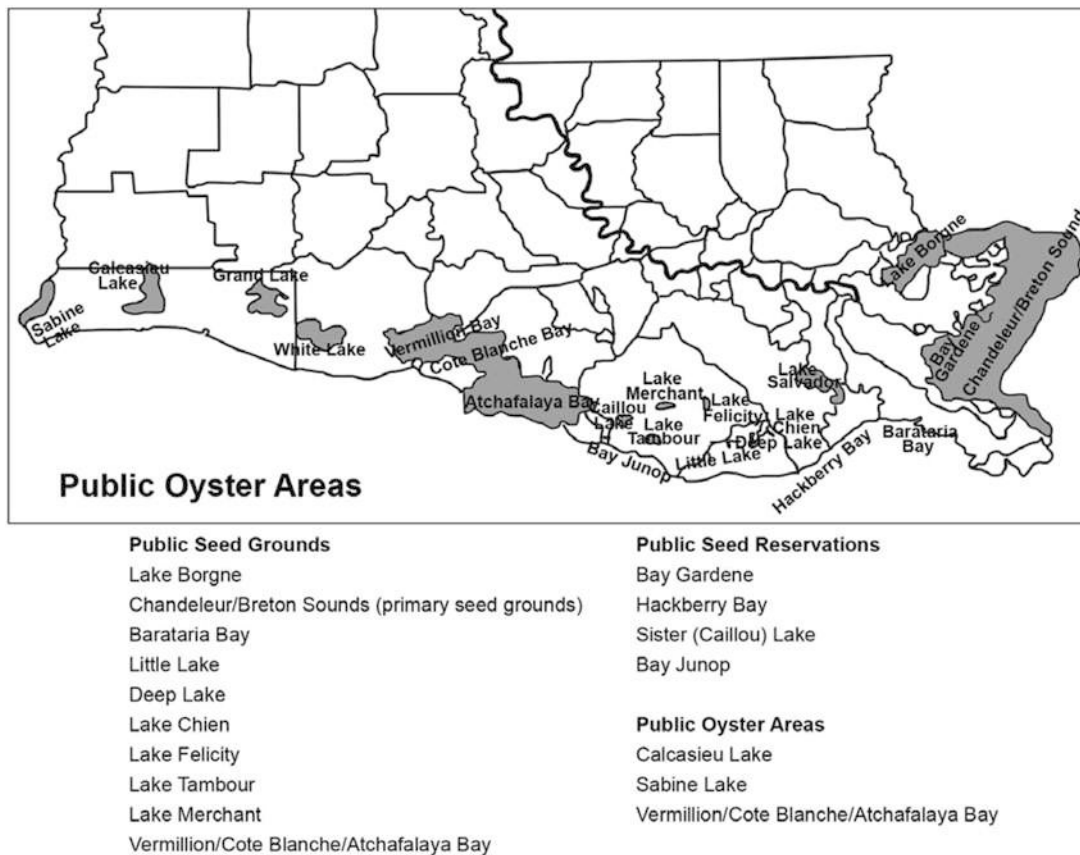 Calcasieu
Lake
Grand Lake
Sabine
Lake
White Lake
Vermillion Bay
Cote Blanche Bay
Atchafalaya Bay
Caillou
Lake
Lake
Merchant
Lake
Tambour
Bay Junop
Lake
Felicity
Lake
Chien
Deep Lake
Little Lake
Lake
Salvador
Hackberry Bay
Barataria
Bay
Lake Borgne
Bay
Gardene
Chandeleur/Breton Sound
Public Oyster Areas
Public Seed Grounds
Lake Borgne
Chandeleur/Breton Sounds (primary seed grounds)
Barataria Bay
Little Lake
Deep Lake
Lake Chien
Lake Felicity
Lake Tambour
Lake Merchant
Vermillion/Cote Blanche/Atchafalaya Bay
Public Seed Reservations
Bay Gardene
Hackberry Bay
Sister (Caillou) Lake
Bay Junop
Public Oyster Areas
Calcasieu Lake
Sabine Lake
Vermillion/Cote Blanche/Atchafalaya Bay